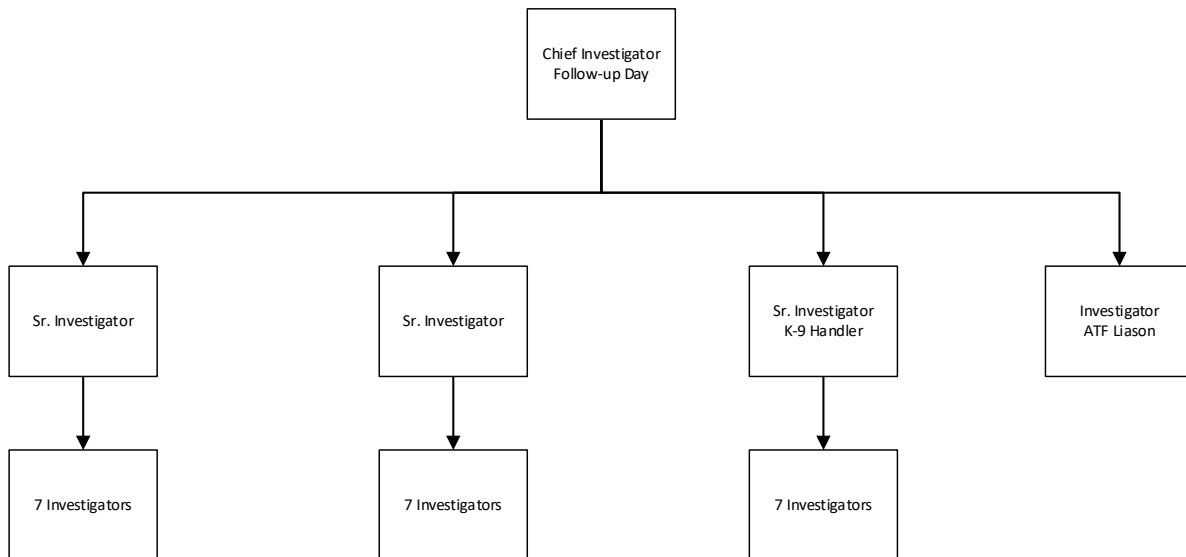 Chief Investigator
Follow-up Day
Sr. Investigator
Sr. Investigator
Sr. Investigator
K-9 Handler
Investigator
ATF Liason
7 Investigators
7 Investigators
7 Investigators